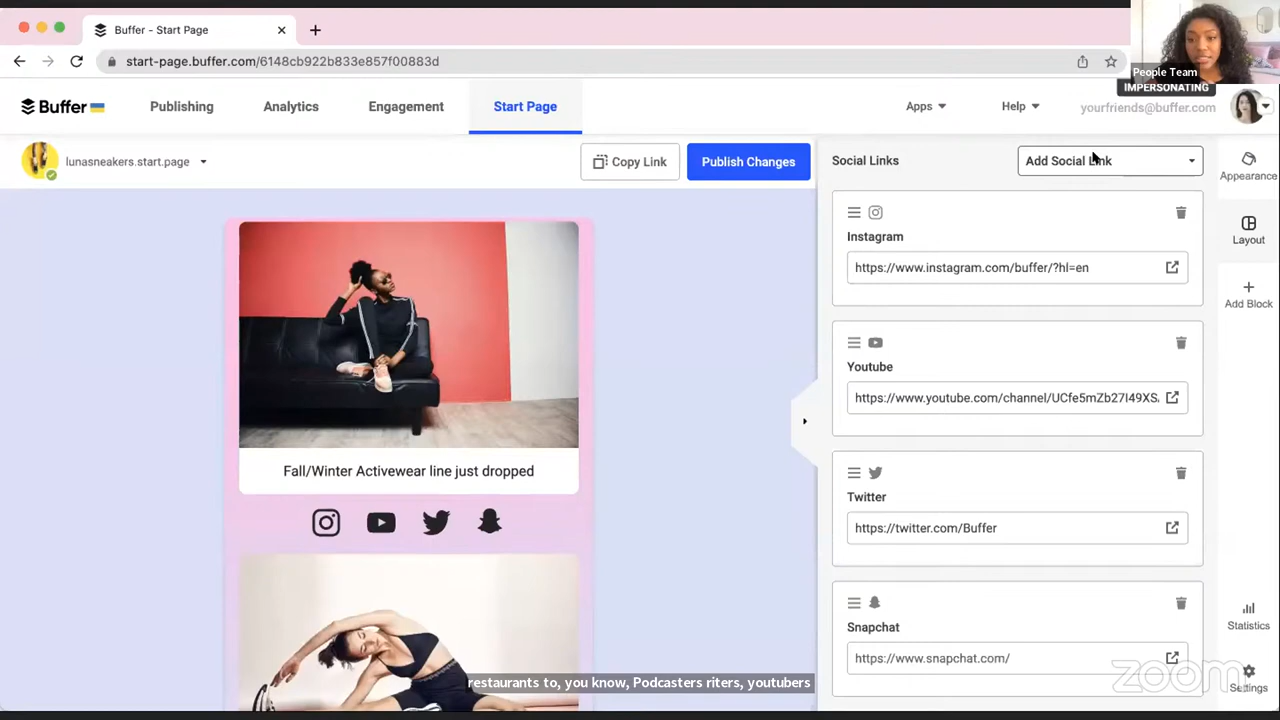 Buffer - Start Page
start-page.buffer.com/6148cb922b833e857f00883d
People Team
IMPERSONATING
Buffer
Publishing
Analytics
Engagement
Start Page
Apps
Help
yourfriends@buffer.com
lunasneakers.start.page
Copy Link
Publish Changes
Social Links
Add Social Link
Appearance
Layout
Add Block
Instagram
https://www.instagram.com/buffer/?hl=en
Youtube
https://www.youtube.com/channel/UCfe5mZb27I49XS
Twitter
https://twitter.com/Buffer
Snapchat
https://www.snapchat.com/
Fall/Winter Activewear line just dropped
Statistics
Settings
restaurants to, you know, Podcasters riters, youtubers
zoom